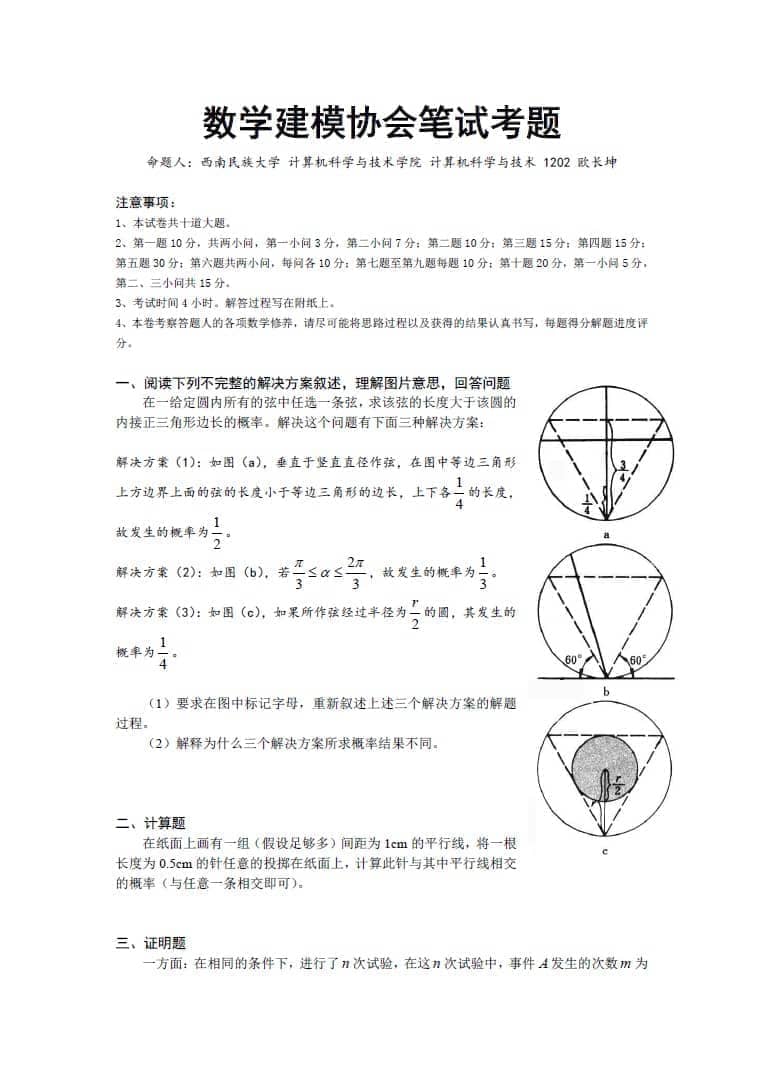 数学建模协会笔试考题
命题人：西南民族大学 计算机科学与技术学院 计算机科学与技术 1202 欧长坤
注意事项：
1、本试卷共十道大题。
2、第一题 10 分，共两小问，第一小问 3 分，第二小问 7 分；第二题 10 分；第三题 15 分；第四题 15 分；
第五题 30 分；第六题共两小问，每问各 10 分；第七题至第九题每题 10 分；第十题 20 分，第一小问 5 分，
第二、三小问共 15 分。
3、考试时间 4 小时。解答过程写在附纸上。
4、本卷考察答题人的各项数学修养，请尽可能将思路过程以及获得的结果认真书写，每题得分解题进度评
分。
一、阅读下列不完整的解决方案叙述，理解图片意思，回答问题
在一给定圆内所有的弦中任选一条弦，求该弦的长度大于该圆的
内接正三角形边长的概率。解决这个问题有下面三种解决方案：
解决方案（1）：如图（a），垂直于竖直直径作弦，在图中等边三角形
上方边界上面的弦的长度小于等边三角形的边长，上下各 1/4 的长度，
故发生的概率为 1/2 。
解决方案（2）：如图（b），若 π/3 ≤ α ≤ 2π/3 ，故发生的概率为 1/3 。
解决方案（3）：如图（c），如果所作弦经过半径为 r/2 的圆，其发生的
概率为 1/4 。
（1）要求在图中标记字母，重新叙述上述三个解决方案的解题
过程。
（2）解释为什么三个解决方案所求概率结果不同。
3/4
1/4
a
60°
60°
b
r/2
c
二、计算题
在纸面上画有一组（假设足够多）间距为 1cm 的平行线，将一根
长度为 0.5cm 的针任意的投掷在纸面上，计算此针与其中平行线相交
的概率（与任意一条相交即可）。
三、证明题
一方面：在相同的条件下，进行了 n 次试验，在这 n 次试验中，事件 A 发生的次数 m 为